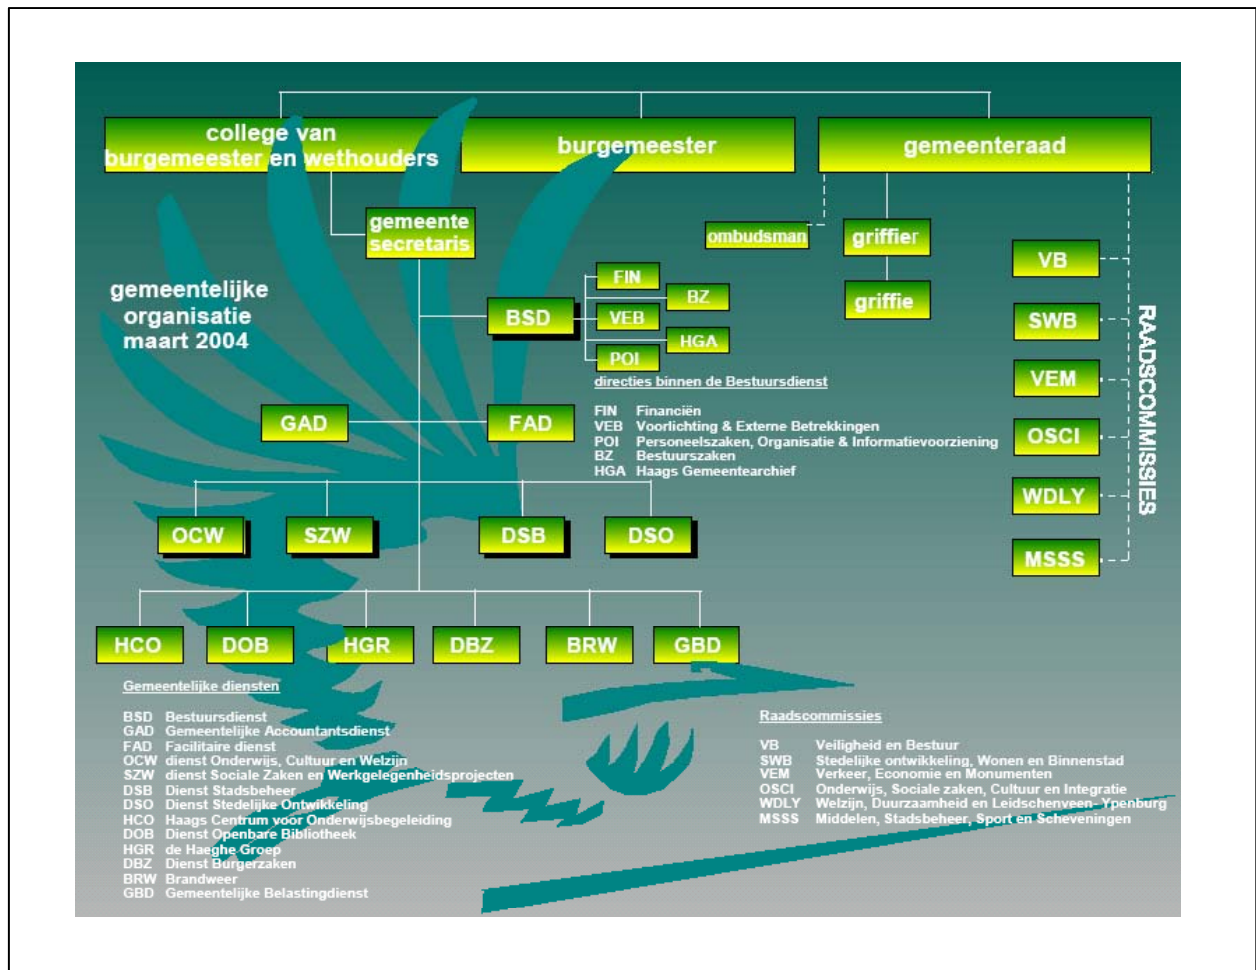 college van
burgemeester en wethouders
burgemeester
gemeenteraad
gemeente
secretaris
ombudsman
griffier
griffie
gemeentelijke
organisatie
maart 2004
BSD
FIN
BZ
VEB
HGA
POI
directies binnen de Bestuursdienst
FIN Financiën
VEB Voorlichting & Externe Betrekkingen
POI Personeelszaken, Organisatie & Informatievoorziening
BZ Bestuurszaken
HGA Haags Gemeentearchief
GAD
FAD
OCW
SZW
DSB
DSO
HCO
DOB
HGR
DBZ
BRW
GBD
VB
SWB
VEM
OSCI
WDLY
MSSS
RAADSCOMMISSIES
Gemeentelijke diensten
BSD Bestuursdienst
GAD Gemeentelijke Accountantsdienst
FAD Facilitaire dienst
OCW dienst Onderwijs, Cultuur en Welzijn
SZW dienst Sociale Zaken en Werkgelegenheidsprojecten
DSB Dienst Stadsbeheer
DSO Dienst Stedelijke Ontwikkeling
HCO Haags Centrum voor Onderwijsbegeleiding
DOB Dienst Openbare Bibliotheek
HGR de Haeghe Groep
DBZ Dienst Burgerzaken
BRW Brandweer
GBD Gemeentelijke Belastingdienst
Raadscommissies
VB Veiligheid en Bestuur
SWB Stedelijke ontwikkeling, Wonen en Binnenstad
VEM Verkeer, Economie en Monumenten
OSCI Onderwijs, Sociale zaken, Cultuur en Integratie
WDLY Welzijn, Duurzaamheid en Leidschenveen- Ypenburg
MSSS Middelen, Stadsbeheer, Sport en Scheveningen